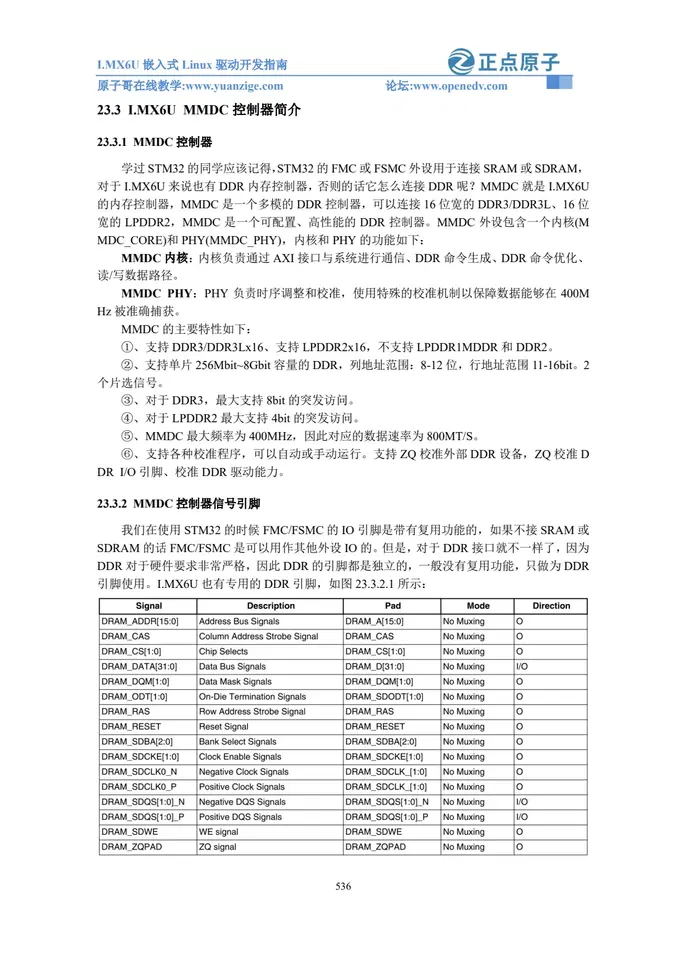 I.MX6U 嵌入式 Linux 驱动开发指南
正点原子
原子哥在线教学:www.yuanzige.com 论坛:www.openedv.com
23.3 I.MX6U MMDC 控制器简介
23.3.1 MMDC 控制器
学过 STM32 的同学应该记得,STM32 的 FMC 或 FSMC 外设用于连接 SRAM 或 SDRAM，
对于 I.MX6U 来说也有 DDR 内存控制器，否则的话它怎么连接 DDR 呢？MMDC 就是 I.MX6U
的内存控制器，MMDC 是一个多模的 DDR 控制器，可以连接 16 位宽的 DDR3/DDR3L、16 位
宽的 LPDDR2，MMDC 是一个可配置、高性能的 DDR 控制器。MMDC 外设包含一个内核(M
MDC_CORE)和 PHY(MMDC_PHY)，内核和 PHY 的功能如下：
MMDC 内核：内核负责通过 AXI 接口与系统进行通信、DDR 命令生成、DDR 命令优化、
读/写数据路径。
MMDC PHY：PHY 负责时序调整和校准，使用特殊的校准机制以保障数据能够在 400M
Hz 被准确捕获。
MMDC 的主要特性如下：
①、支持 DDR3/DDR3Lx16、支持 LPDDR2x16，不支持 LPDDR1MDDR 和 DDR2。
②、支持单片 256Mbit~8Gbit 容量的 DDR，列地址范围：8-12 位，行地址范围 11-16bit。2
个片选信号。
③、对于 DDR3，最大支持 8bit 的突发访问。
④、对于 LPDDR2 最大支持 4bit 的突发访问。
⑤、MMDC 最大频率为 400MHz，因此对应的数据速率为 800MT/S。
⑥、支持各种校准程序，可以自动或手动运行。支持 ZQ 校准外部 DDR 设备，ZQ 校准 D
DR I/O 引脚、校准 DDR 驱动能力。
23.3.2 MMDC 控制器信号引脚
我们在使用 STM32 的时候 FMC/FSMC 的 IO 引脚是带有复用功能的，如果不接 SRAM 或
SDRAM 的话 FMC/FSMC 是可以用作其他外设 IO 的。但是，对于 DDR 接口就不一样了，因为
DDR 对于硬件要求非常严格，因此 DDR 的引脚都是独立的，一般没有复用功能，只做为 DDR
引脚使用。I.MX6U 也有专用的 DDR 引脚，如图 23.3.2.1 所示：
Signal Description Pad Mode Direction
DRAM_ADDR[15:0] Address Bus Signals DRAM_A[15:0] No Muxing O
DRAM_CAS Column Address Strobe Signal DRAM_CAS No Muxing O
DRAM_CS[1:0] Chip Selects DRAM_CS[1:0] No Muxing O
DRAM_DATA[31:0] Data Bus Signals DRAM_D[31:0] No Muxing I/O
DRAM_DQM[1:0] Data Mask Signals DRAM_DQM[1:0] No Muxing O
DRAM_ODT[1:0] On-Die Termination Signals DRAM_SDODT[1:0] No Muxing O
DRAM_RAS Row Address Strobe Signal DRAM_RAS No Muxing O
DRAM_RESET Reset Signal DRAM_RESET No Muxing O
DRAM_SDBA[2:0] Bank Select Signals DRAM_SDBA[2:0] No Muxing O
DRAM_SDCKE[1:0] Clock Enable Signals DRAM_SDCKE[1:0] No Muxing O
DRAM_SDCLK0_N Negative Clock Signals DRAM_SDCLK_[1:0] No Muxing O
DRAM_SDCLK0_P Positive Clock Signals DRAM_SDCLK_[1:0] No Muxing O
DRAM_SDQS[1:0]_N Negative DQS Signals DRAM_SDQS[1:0]_N No Muxing I/O
DRAM_SDQS[1:0]_P Positive DQS Signals DRAM_SDQS[1:0]_P No Muxing I/O
DRAM_SDWE WE signal DRAM_SDWE No Muxing O
DRAM_ZQPAD ZQ signal DRAM_ZQPAD No Muxing O
536